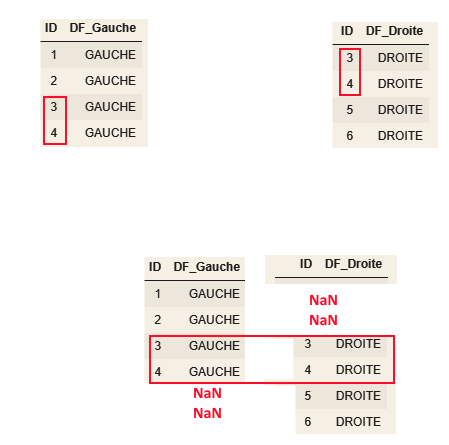 ID DF_Gauche
1 GAUCHE
2 GAUCHE
3 GAUCHE
4 GAUCHE
ID DF_Droite
3 DROITE
4 DROITE
5 DROITE
6 DROITE
ID DF_Gauche ID DF_Droite
1 GAUCHE NaN
2 GAUCHE NaN
3 GAUCHE 3 DROITE
4 GAUCHE 4 DROITE
NaN 5 DROITE
NaN 6 DROITE